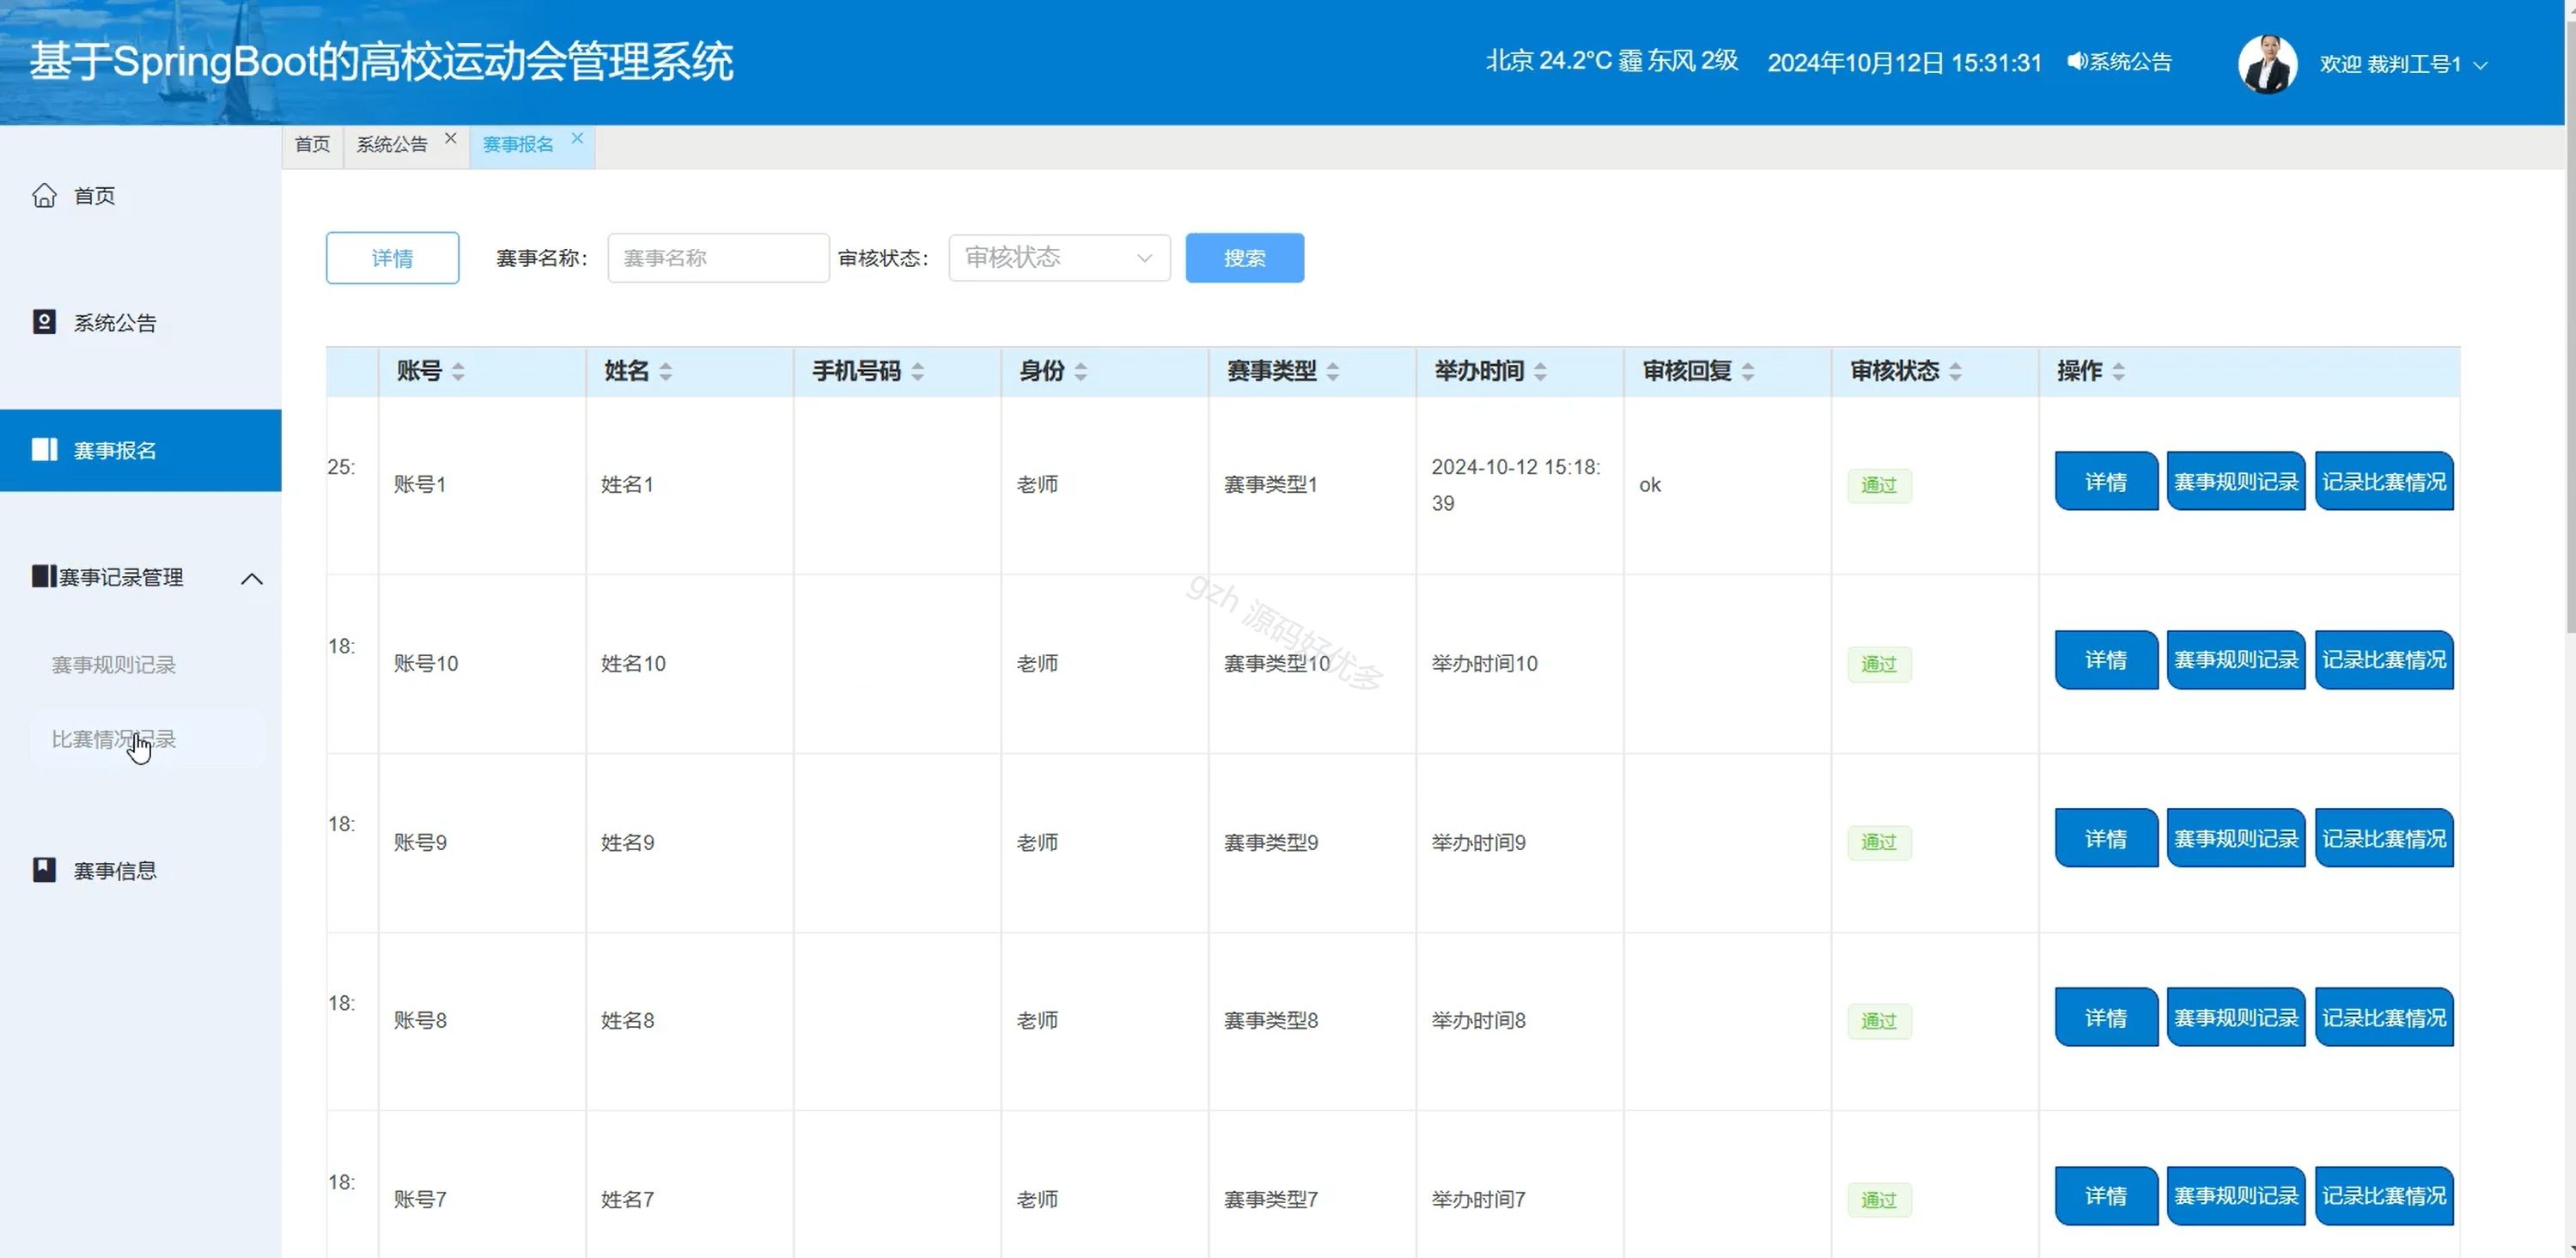 基于SpringBoot的高校运动会管理系统
北京 24.2°C 霾 东风 2级 2024年10月12日 15:31:31 系统公告 欢迎 裁判工号1
首页 系统公告 赛事报名
首页
系统公告
赛事报名
赛事记录管理
赛事规则记录
比赛情况记录
赛事信息
详情 赛事名称： 赛事名称 审核状态： 审核状态 搜索
账号 姓名 手机号码 身份 赛事类型 举办时间 审核回复 审核状态 操作
25: 账号1 姓名1 老师 赛事类型1 2024-10-12 15:18: ok 通过 详情 赛事规则记录 记录比赛情况
39
18: 账号10 姓名10 老师 赛事类型10 举办时间10 通过 详情 赛事规则记录 记录比赛情况
18: 账号9 姓名9 老师 赛事类型9 举办时间9 通过 详情 赛事规则记录 记录比赛情况
18: 账号8 姓名8 老师 赛事类型8 举办时间8 通过 详情 赛事规则记录 记录比赛情况
18: 账号7 姓名7 老师 赛事类型7 举办时间7 通过 详情 赛事规则记录 记录比赛情况
gzh 源码好优多